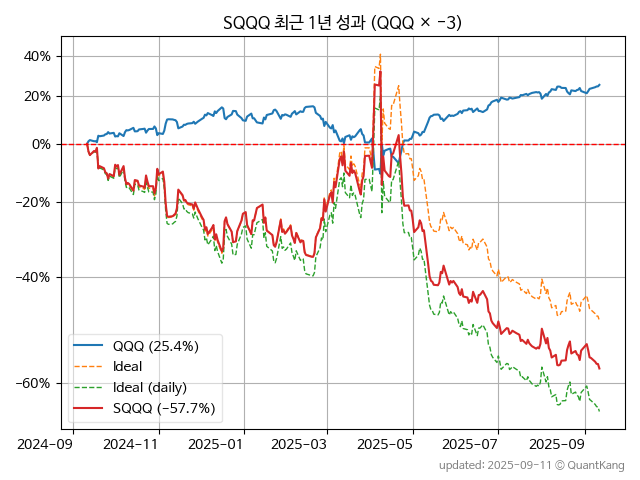 SQQQ 최근 1년 성과 (QQQ × −3)
40%
20%
0%
−20%
−40%
−60%
QQQ (25.4%)
Ideal
Ideal (daily)
SQQQ (−57.7%)
2024-09
2024-11
2025-01
2025-03
2025-05
2025-07
2025-09
updated: 2025-09-11 © QuantKang